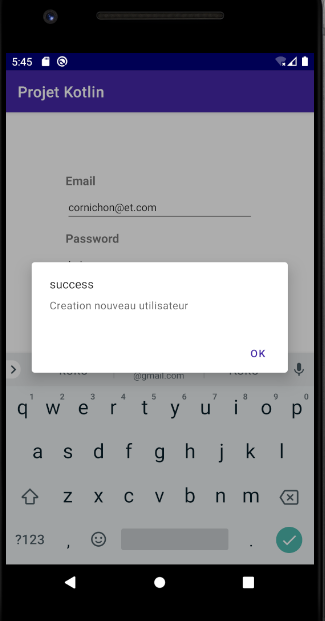 5:45
Projet Kotlin
Email
cornichon@et.com
Password
success
Creation nouveau utilisateur
OK
@gmail.com
1 2 3 4 5 6 7 8 9 0
q w e r t y u i o p
a s d f g h j k l
z x c v b n m
?123 , .